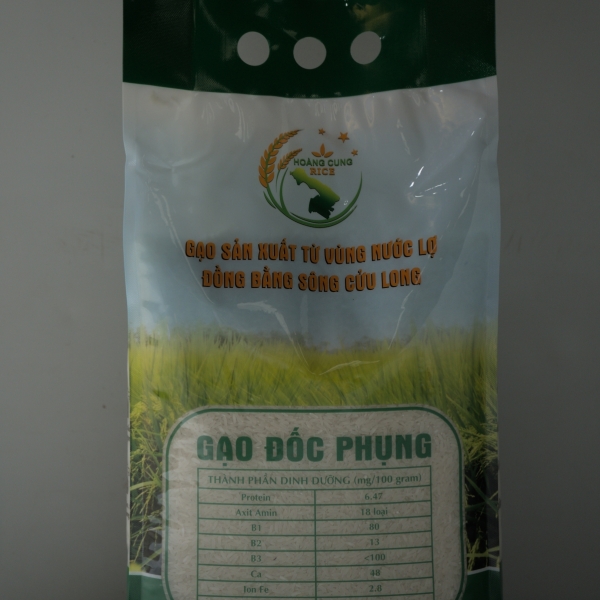 HOÀNG CUNG
RICE
GẠO SẢN XUẤT TỪ VÙNG NƯỚC LỢ
ĐỒNG BẰNG SÔNG CỬU LONG
GẠO ĐỐC PHỤNG
THÀNH PHẦN DINH DƯỠNG (mg/100 gram)
Protein 6.47
Axit Amin 18 loại
B1 80
B2 13
B3 <100
Ca 48
Ion Fe 2.0